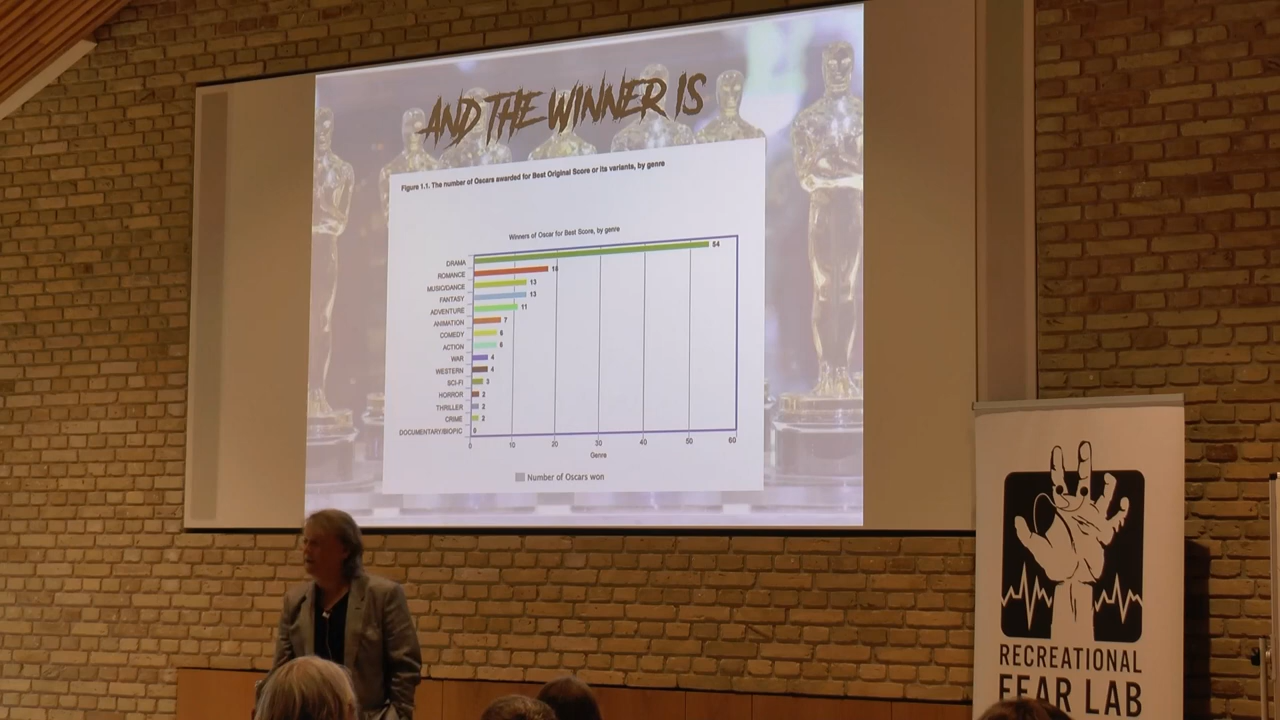 AND THE WINNER IS
Figure 1.1. The number of Oscars awarded for Best Original Score or its variants, by genre
Winners of Oscar for Best Score, by genre
DRAMA 54
ROMANCE 18
MUSIC/DANCE 13
FANTASY 13
ADVENTURE 11
ANIMATION 7
COMEDY 6
ACTION 6
WAR 4
WESTERN 4
SCI-FI 3
HORROR 2
THRILLER 2
CRIME 2
DOCUMENTARY/BIOPIC 0
0 10 20 30 40 50 60
Genre
Number of Oscars won
RECREATIONAL
FEAR LAB